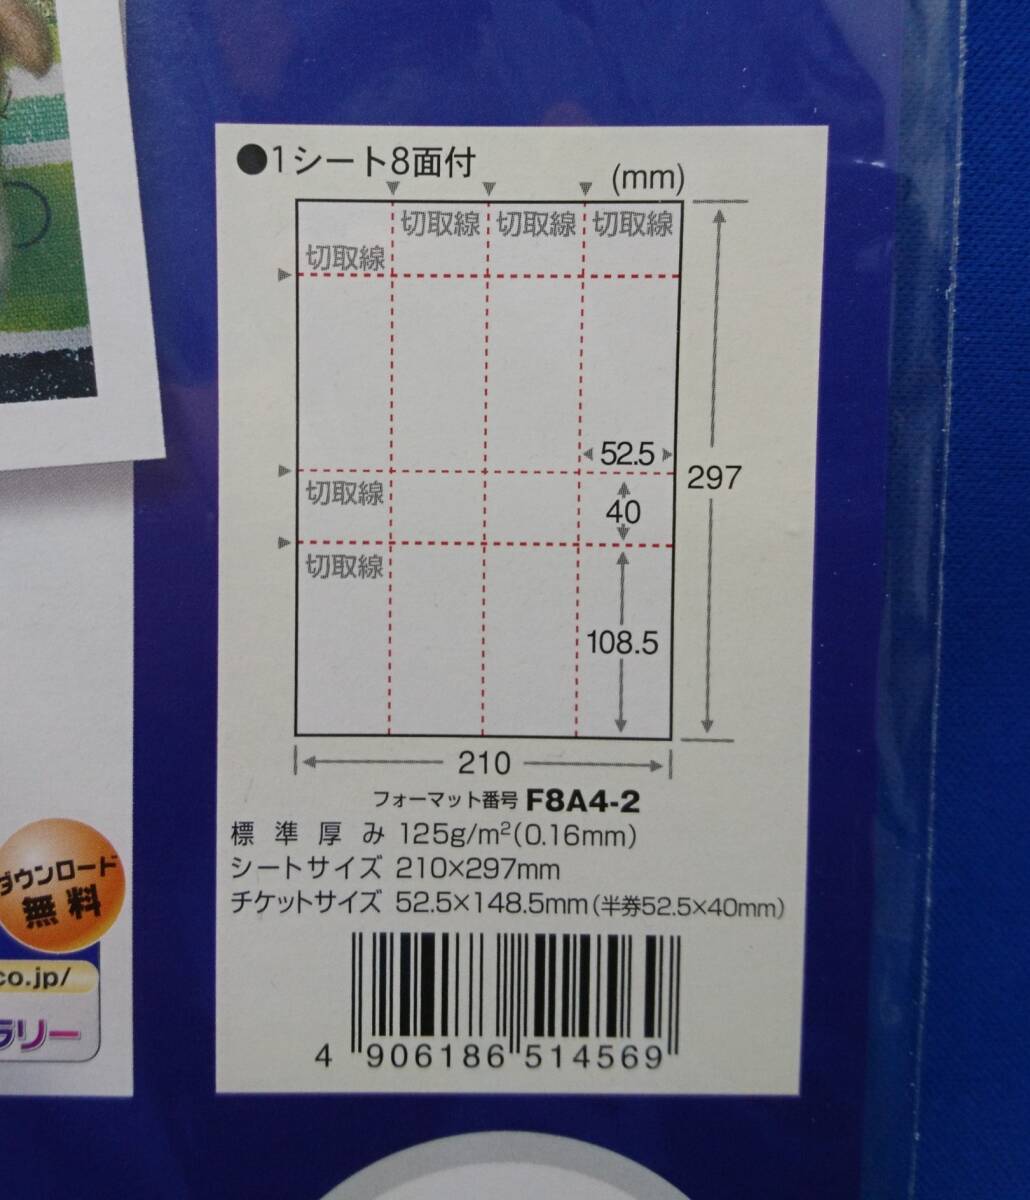 ●1シート8面付
(mm)
切取線 切取線 切取線
切取線
52.5
297
切取線
40
切取線
108.5
210
フォーマット番号 F8A4-2
標準厚み 125g/m²(0.16mm)
シートサイズ 210×297mm
チケットサイズ 52.5×148.5mm(半券52.5×40mm)
ダウンロード
無料
co.jp/
ラリー
4 906186 514569